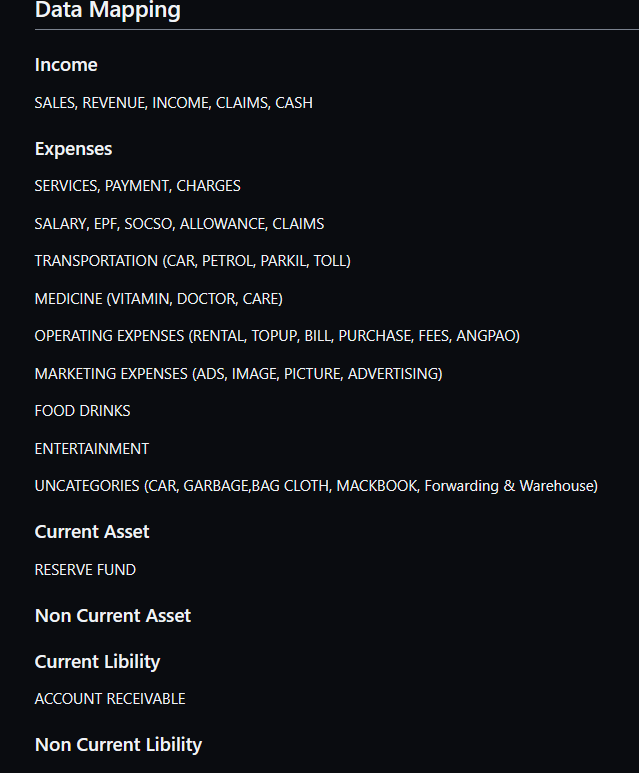 Data Mapping
Income
SALES, REVENUE, INCOME, CLAIMS, CASH
Expenses
SERVICES, PAYMENT, CHARGES
SALARY, EPF, SOCSO, ALLOWANCE, CLAIMS
TRANSPORTATION (CAR, PETROL, PARKIL, TOLL)
MEDICINE (VITAMIN, DOCTOR, CARE)
OPERATING EXPENSES (RENTAL, TOPUP, BILL, PURCHASE, FEES, ANGPAO)
MARKETING EXPENSES (ADS, IMAGE, PICTURE, ADVERTISING)
FOOD DRINKS
ENTERTAINMENT
UNCATEGORIES (CAR, GARBAGE,BAG CLOTH, MACKBOOK, Forwarding & Warehouse)
Current Asset
RESERVE FUND
Non Current Asset
Current Libility
ACCOUNT RECEIVABLE
Non Current Libility